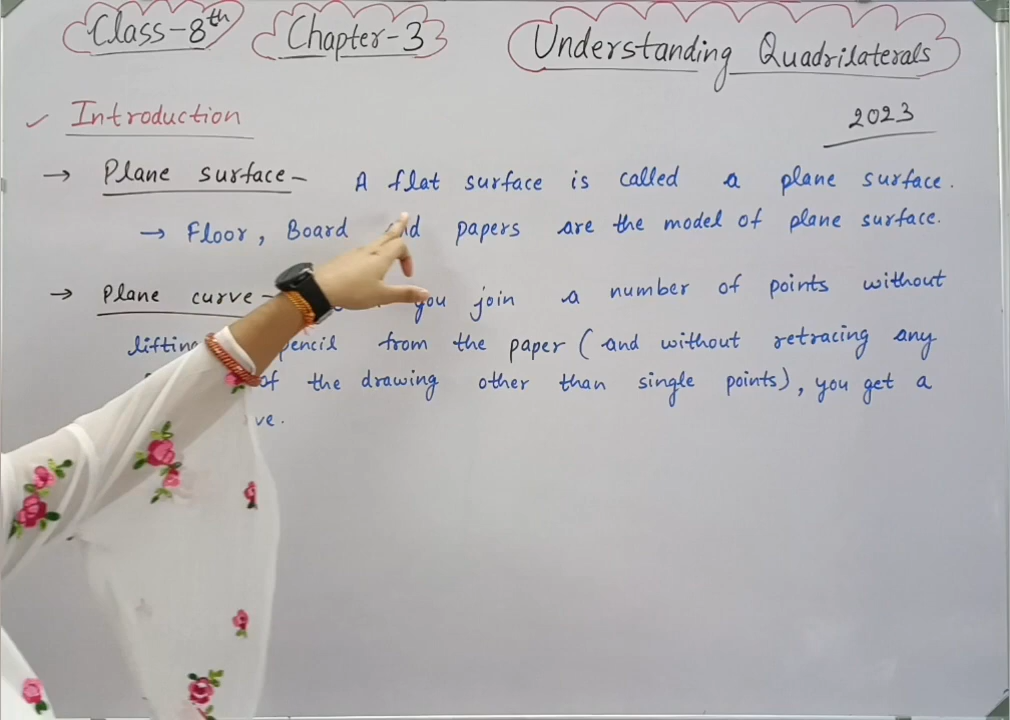 Class-8th Chapter-3 Understanding Quadrilaterals
✓ Introduction
2023
→ Plane surface- A flat surface is called a plane surface.
→ Floor, Board papers are the model of plane surface.
→ Plane curve- you join a number of points without
lifting pencil from the paper (and without retracing any
of the drawing other than single points), you get a